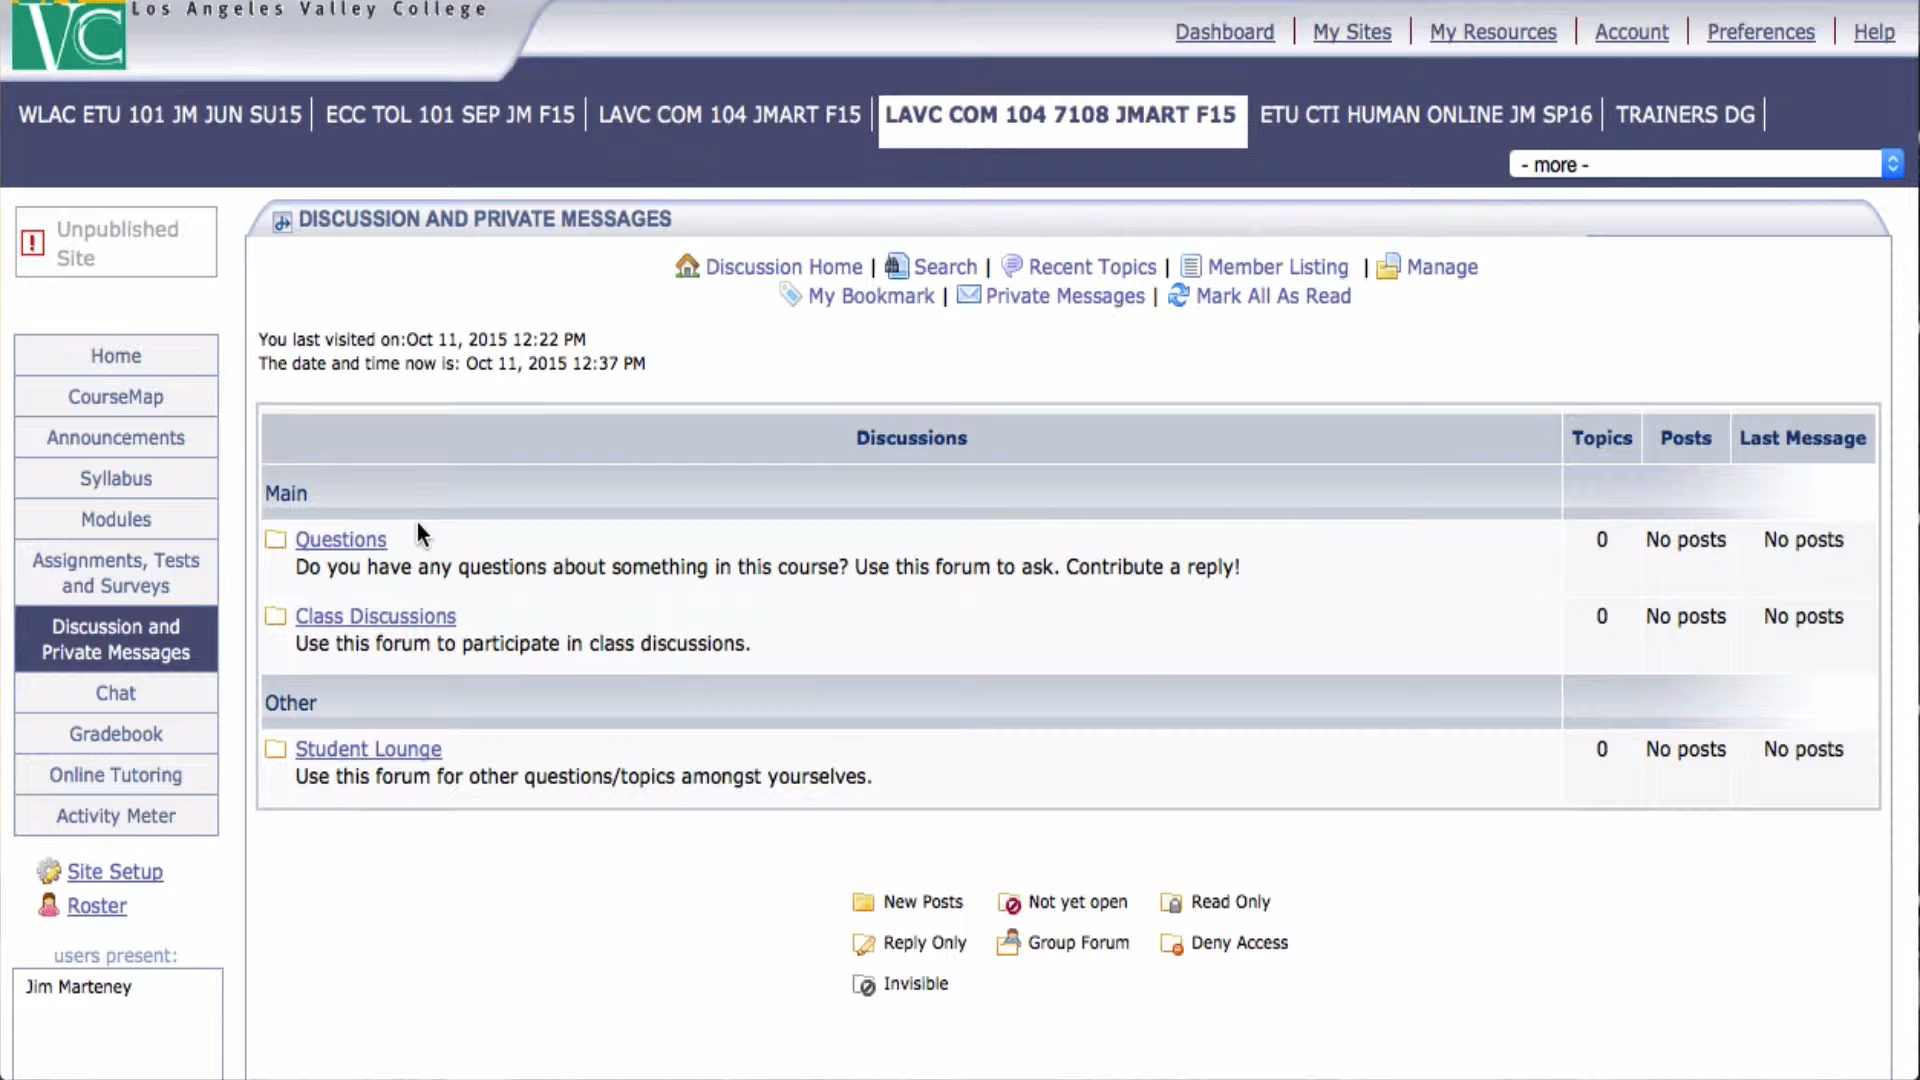 VC
Los Angeles Valley College
Dashboard My Sites My Resources Account Preferences Help
WLAC ETU 101 JM JUN SU15 ECC TOL 101 SEP JM F15 LAVC COM 104 JMART F15 LAVC COM 104 7108 JMART F15 ETU CTI HUMAN ONLINE JM SP16 TRAINERS DG
- more -
Unpublished
Site
DISCUSSION AND PRIVATE MESSAGES
Discussion Home | Search | Recent Topics | Member Listing | Manage
My Bookmark | Private Messages | Mark All As Read
You last visited on:Oct 11, 2015 12:22 PM
The date and time now is: Oct 11, 2015 12:37 PM
Home
CourseMap
Announcements
Syllabus
Modules
Assignments, Tests
and Surveys
Discussion and
Private Messages
Chat
Gradebook
Online Tutoring
Activity Meter
Site Setup
Roster
users present:
Jim Marteney
Discussions Topics Posts Last Message
Main
Questions 0 No posts No posts
Do you have any questions about something in this course? Use this forum to ask. Contribute a reply!
Class Discussions 0 No posts No posts
Use this forum to participate in class discussions.
Other
Student Lounge 0 No posts No posts
Use this forum for other questions/topics amongst yourselves.
New Posts Not yet open Read Only
Reply Only Group Forum Deny Access
Invisible